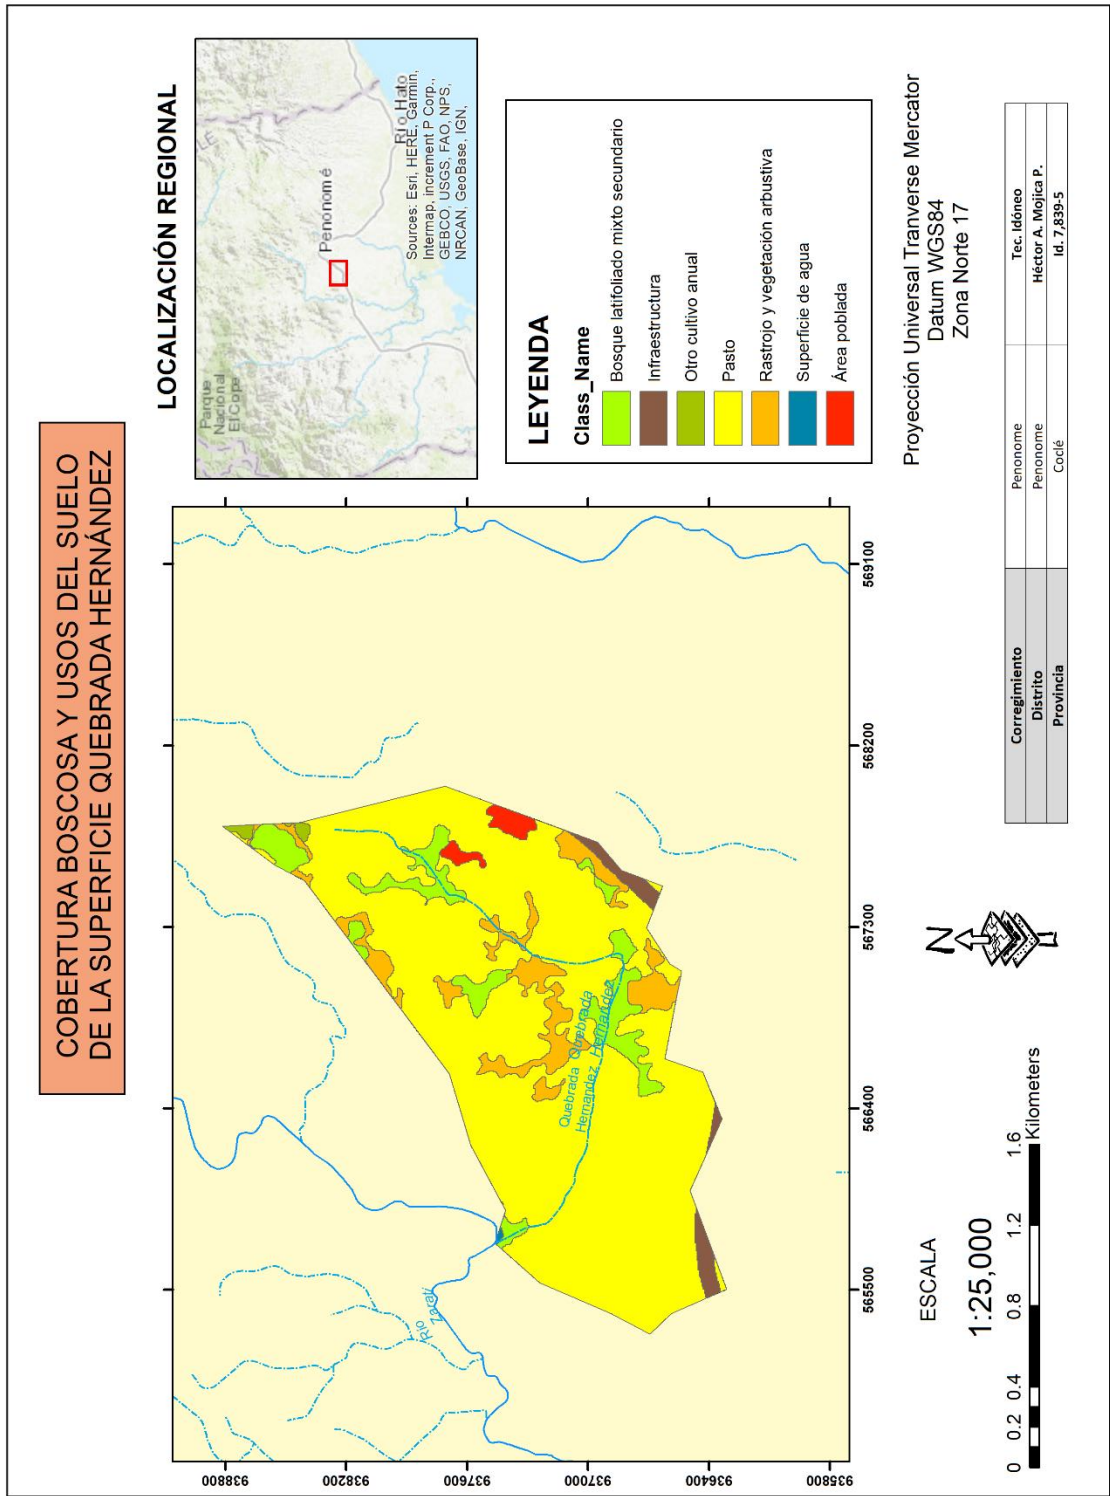 COBERTURA BOSCOSA Y USOS DEL SUELO
DE LA SUPERFICIE QUEBRADA HERNÁNDEZ
938800
938200
937600
937000
936400
935800
565500
566400
567300
568200
569100
Río
Zaratí
Quebrada
Hernandez
Quebrada
Hernandez
LOCALIZACIÓN REGIONAL
Parque
Nacional
El Cope
Penonomé
Río Hato
Sources: Esri, HERE, Garmin,
Intermap, increment P Corp.,
GEBCO, USGS, FAO, NPS,
NRCAN, GeoBase, IGN,
LEYENDA
Class_Name
Bosque latifoliado mixto secundario
Infraestructura
Otro cultivo anual
Pasto
Rastrojo y vegetación arbustiva
Superficie de agua
Área poblada
Proyección Universal Tranverse Mercator
Datum WGS84
Zona Norte 17
ESCALA
1:25,000
0 0.2 0.4 0.8 1.2 1.6
Kilometers
N
Corregimiento Penonome Tec. Idóneo
Distrito Penonome Héctor A. Mojica P.
Provincia Coclé Id. 7,839-5